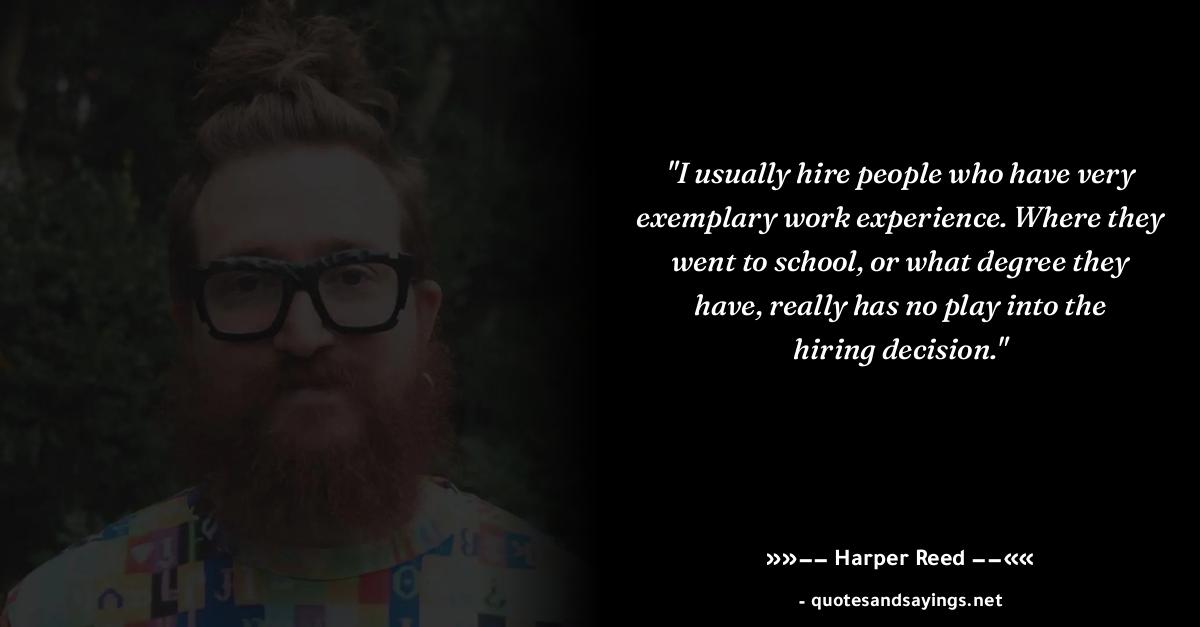 "I usually hire people who have very
exemplary work experience. Where they
went to school, or what degree they
have, really has no play into the
hiring decision."
»»–– Harper Reed ––««
- quotesandsayings.net